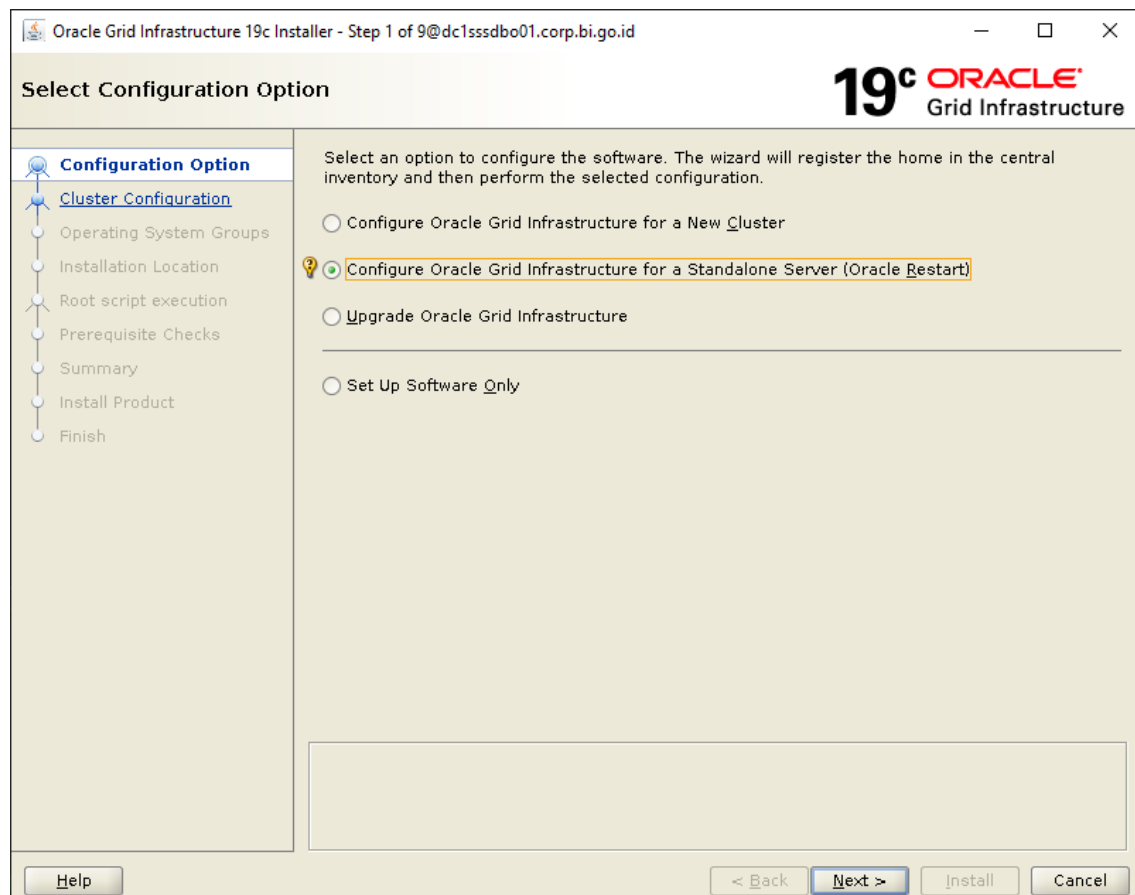 Oracle Grid Infrastructure 19c Installer - Step 1 of 9@dc1sssdbo01.corp.bi.go.id
Select Configuration Option
19c ORACLE
Grid Infrastructure
Configuration Option
Cluster Configuration
Operating System Groups
Installation Location
Root script execution
Prerequisite Checks
Summary
Install Product
Finish
Select an option to configure the software. The wizard will register the home in the central
inventory and then perform the selected configuration.
Configure Oracle Grid Infrastructure for a New Cluster
Configure Oracle Grid Infrastructure for a Standalone Server (Oracle Restart)
Upgrade Oracle Grid Infrastructure
Set Up Software Only
Help
< Back
Next >
Install
Cancel